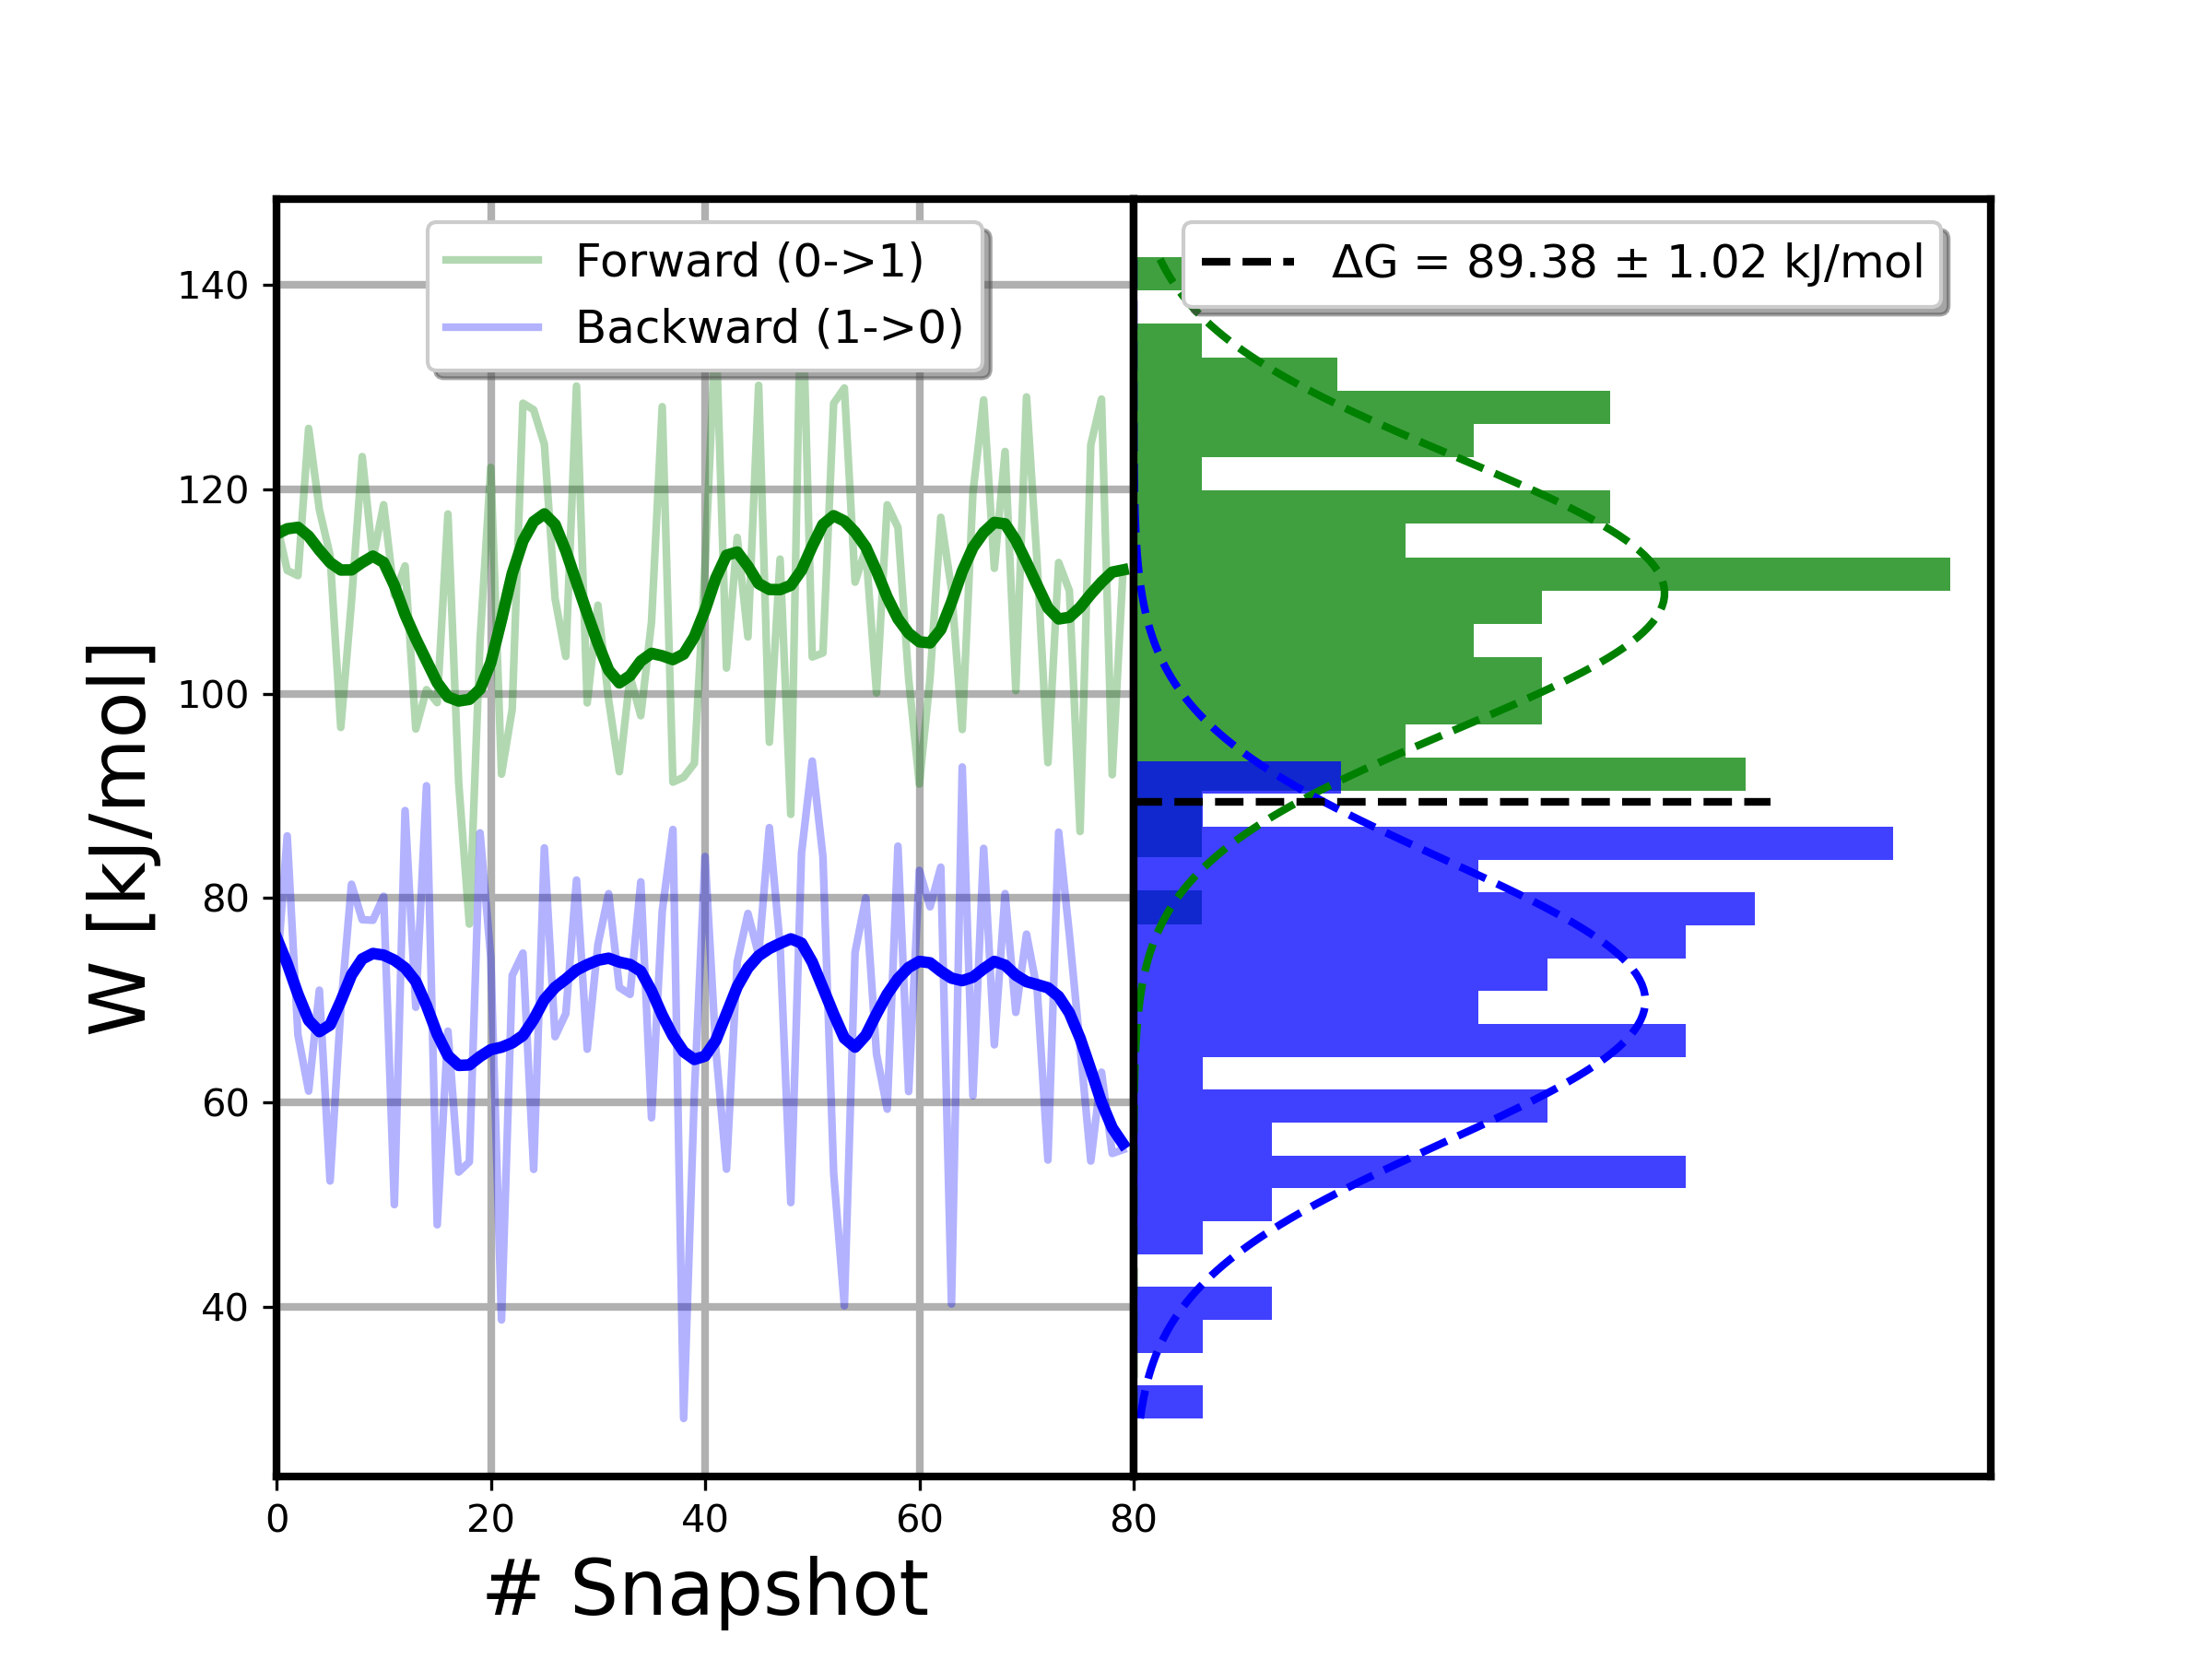 Forward (0->1)
Backward (1->0)
ΔG = 89.38 ± 1.02 kJ/mol
W [kJ/mol]
140
120
100
80
60
40
0
20
40
60
80
# Snapshot